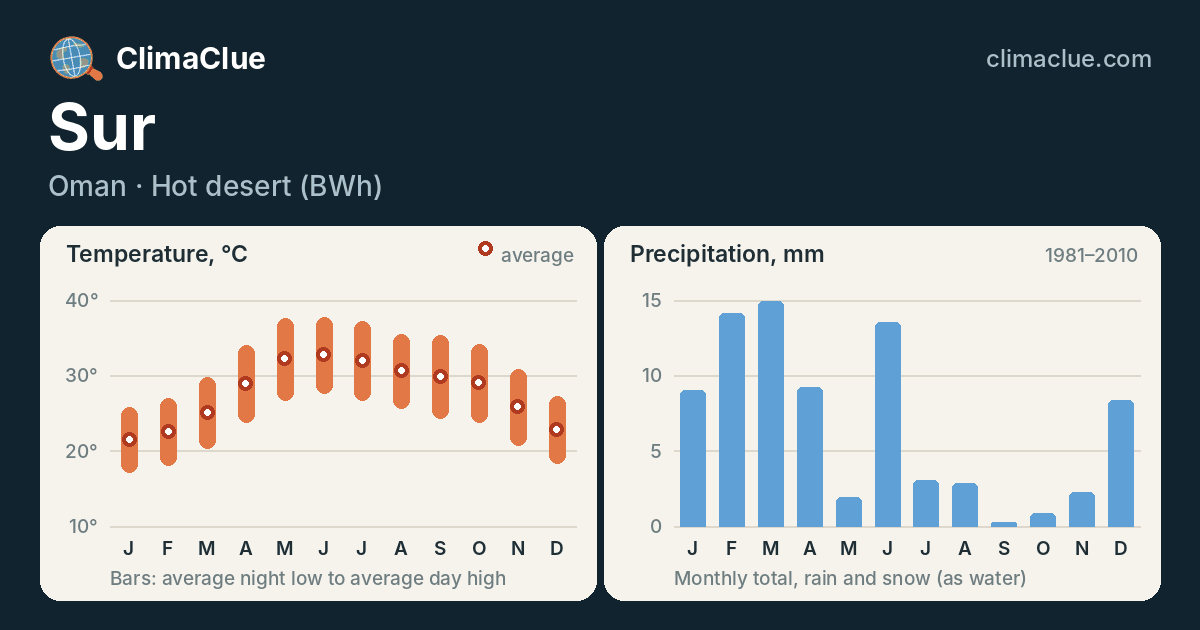 ClimaClue
climaclue.com
Sur
Oman · Hot desert (BWh)
Temperature, °C
average
40°
30°
20°
10°
J F M A M J J A S O N D
Bars: average night low to average day high
Precipitation, mm
1981–2010
15
10
5
0
J F M A M J J A S O N D
Monthly total, rain and snow (as water)